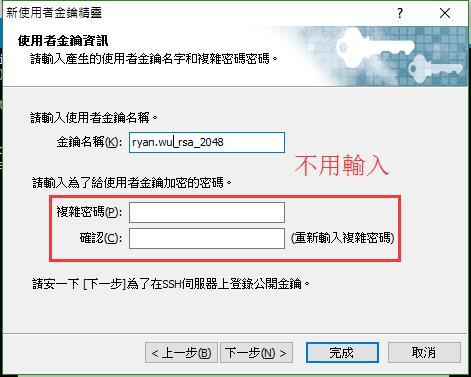 新使用者金鑰精靈
使用者金鑰資訊
請輸入產生的使用者金鑰名字和複雜密碼密碼。
請輸入使用者金鑰名稱。
金鑰名稱(K): ryan.wu_rsa_2048
不用輸入
請輸入為了給使用者金鑰加密的密碼。
複雜密碼(P):
確認(C): (重新輸入複雜密碼)
請安一下 [下一步]為了在SSH伺服器上登錄公開金鑰。
< 上一步(B) 下一步(N) > 完成 取消